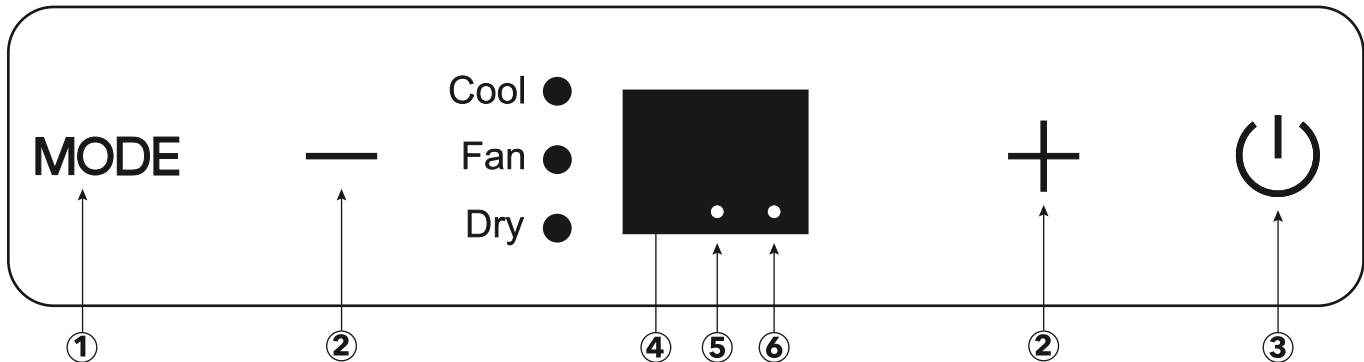 Cool
MODE Fan
Dry
① ② ④ ⑤ ⑥ ② ③